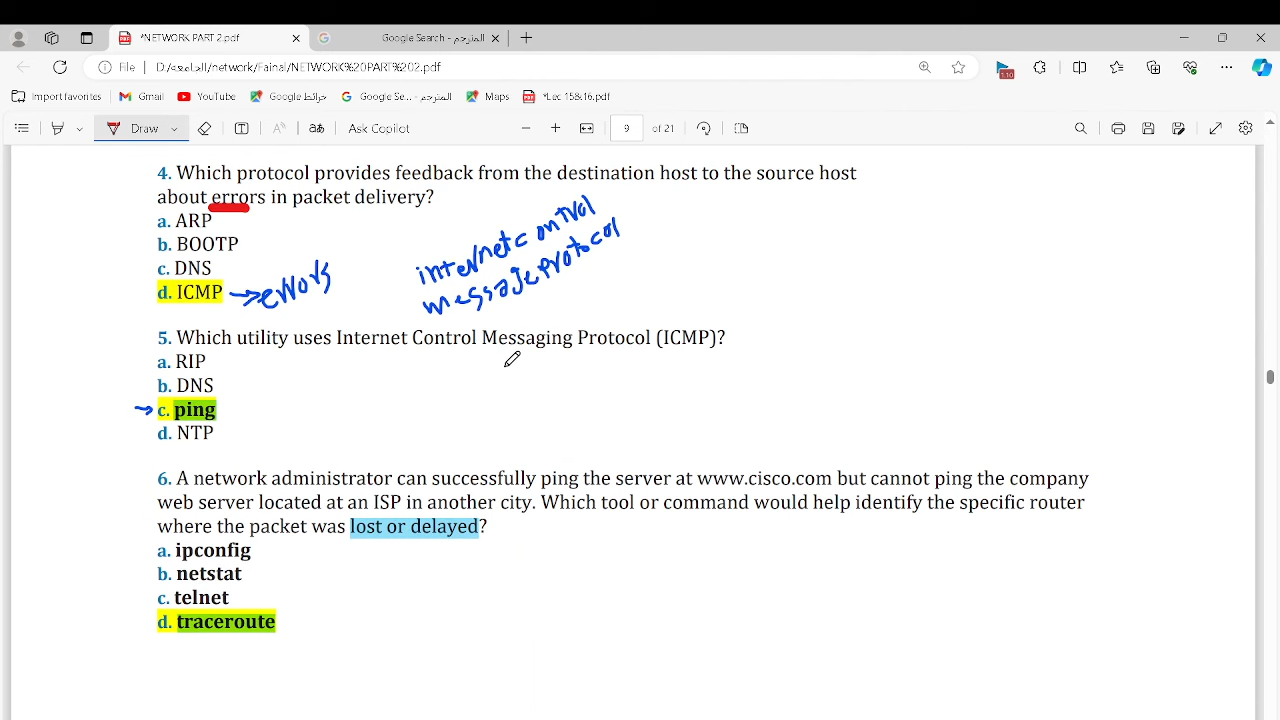 *NETWORK PART 2.pdf
Google Search - المترجم
File
D:/الجامعه/network/Fainal/NETWORK%20PART%202.pdf
1.10
Import favorites
Gmail
YouTube
خرائط Google
Google Se... - المترجم
Maps
*Lec 15&16.pdf
Draw
Ask Copilot
9 of 21
4. Which protocol provides feedback from the destination host to the source host
about errors in packet delivery?
a. ARP
b. BOOTP
c. DNS
d. ICMP
errors
internet control
message protocol
5. Which utility uses Internet Control Messaging Protocol (ICMP)?
a. RIP
b. DNS
c. ping
d. NTP
6. A network administrator can successfully ping the server at www.cisco.com but cannot ping the company
web server located at an ISP in another city. Which tool or command would help identify the specific router
where the packet was lost or delayed?
a. ipconfig
b. netstat
c. telnet
d. traceroute